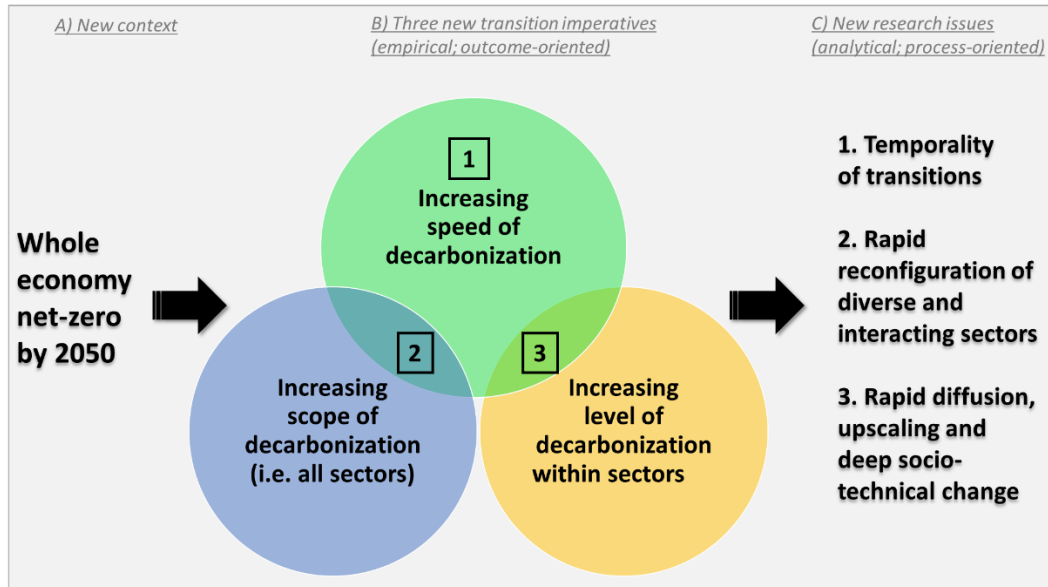 A) New context
B) Three new transition imperatives
(empirical; outcome-oriented)
C) New research issues
(analytical; process-oriented)
Whole
economy
net-zero
by 2050
1
Increasing
speed of
decarbonization
2
Increasing
scope of
decarbonization
(i.e. all sectors)
3
Increasing
level of
decarbonization
within sectors
1. Temporality
of transitions
2. Rapid
reconfiguration of
diverse and
interacting sectors
3. Rapid diffusion,
upscaling and
deep socio-
technical change